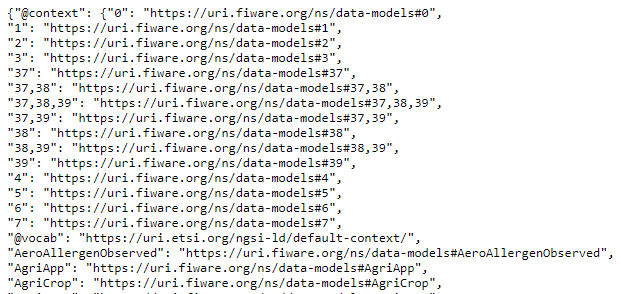 {"@context": {"0": "https://uri.fiware.org/ns/data-models#0",
"1": "https://uri.fiware.org/ns/data-models#1",
"2": "https://uri.fiware.org/ns/data-models#2",
"3": "https://uri.fiware.org/ns/data-models#3",
"37": "https://uri.fiware.org/ns/data-models#37",
"37,38": "https://uri.fiware.org/ns/data-models#37,38",
"37,38,39": "https://uri.fiware.org/ns/data-models#37,38,39",
"37,39": "https://uri.fiware.org/ns/data-models#37,39",
"38": "https://uri.fiware.org/ns/data-models#38",
"38,39": "https://uri.fiware.org/ns/data-models#38,39",
"39": "https://uri.fiware.org/ns/data-models#39",
"4": "https://uri.fiware.org/ns/data-models#4",
"5": "https://uri.fiware.org/ns/data-models#5",
"6": "https://uri.fiware.org/ns/data-models#6",
"7": "https://uri.fiware.org/ns/data-models#7",
"@vocab": "https://uri.etsi.org/ngsi-ld/default-context/",
"AeroAllergenObserved": "https://uri.fiware.org/ns/data-models#AeroAllergenObserved",
"AgriApp": "https://uri.fiware.org/ns/data-models#AgriApp",
"AgriCrop": "https://uri.fiware.org/ns/data-models#AgriCrop",